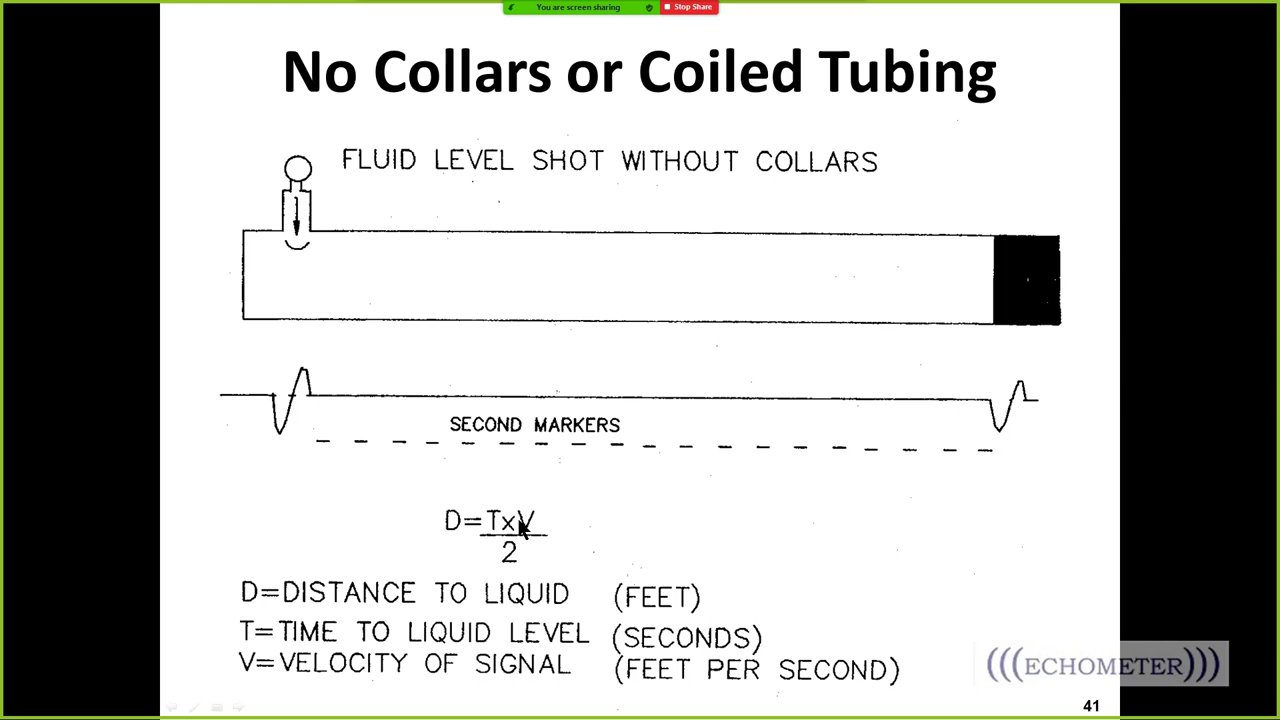 You are screen sharing
Stop Share
No Collars or Coiled Tubing
FLUID LEVEL SHOT WITHOUT COLLARS
SECOND MARKERS
D=TxV
2
D=DISTANCE TO LIQUID (FEET)
T=TIME TO LIQUID LEVEL (SECONDS)
V=VELOCITY OF SIGNAL (FEET PER SECOND)
(((ECHOMETER)))
41